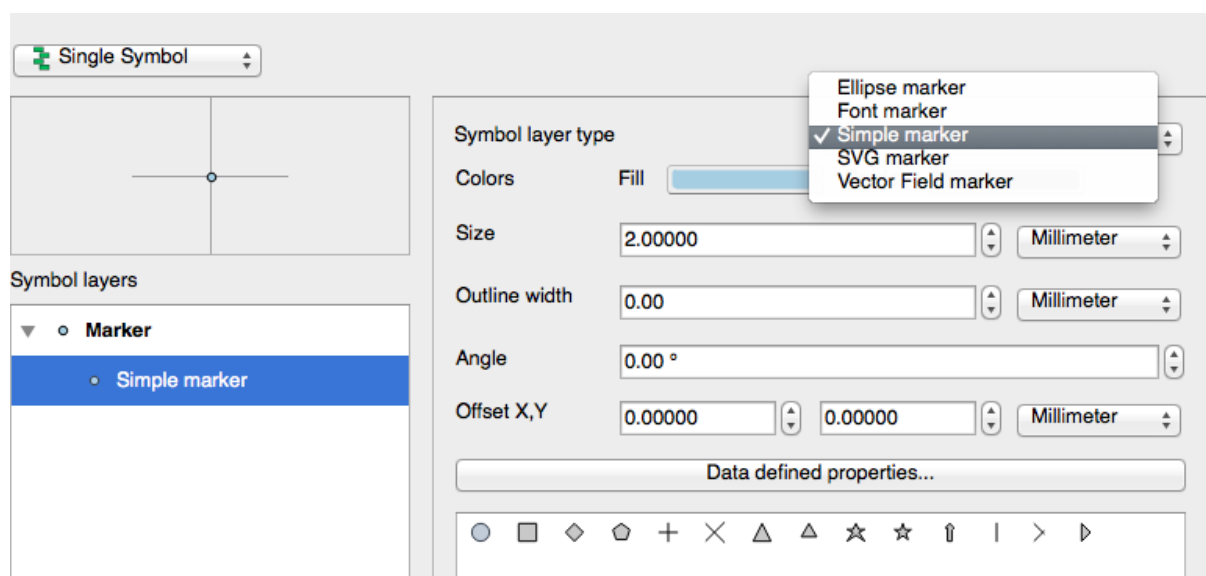 Single Symbol
Ellipse marker
Font marker
✓ Simple marker
SVG marker
Vector Field marker
Symbol layer type
Colors Fill
Size 2.00000 Millimeter
Symbol layers
Outline width 0.00 Millimeter
Marker
Angle 0.00 °
Simple marker
Offset X,Y 0.00000 0.00000 Millimeter
Data defined properties...